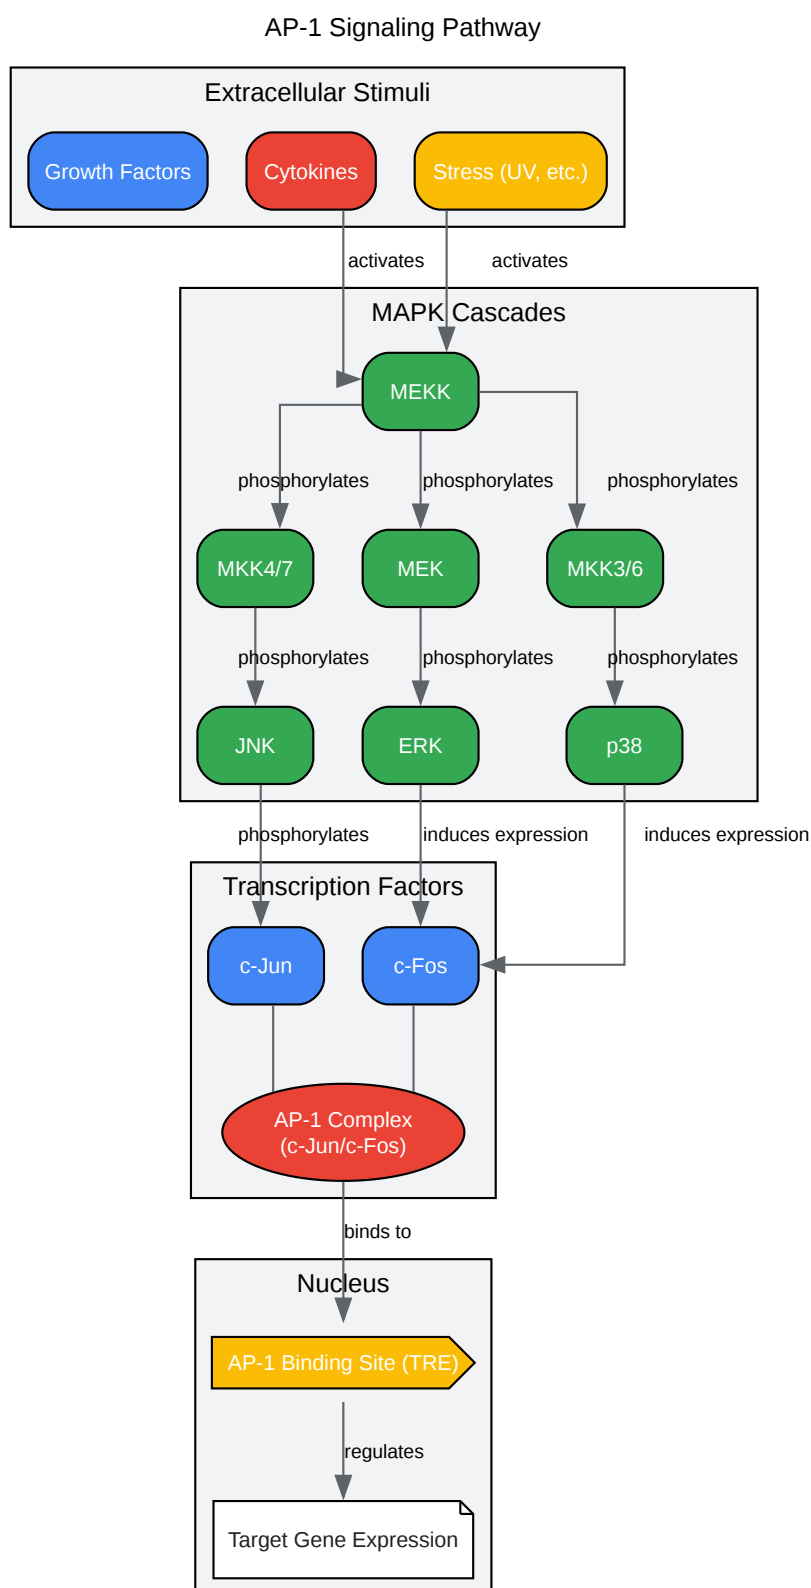 AP-1 Signaling Pathway
Extracellular Stimuli
Growth Factors
Cytokines
Stress (UV, etc.)
activates
activates
MAPK Cascades
MEKK
phosphorylates
phosphorylates
phosphorylates
MKK4/7
MEK
MKK3/6
phosphorylates
phosphorylates
phosphorylates
JNK
ERK
p38
phosphorylates
induces expression
induces expression
Transcription Factors
c-Jun
c-Fos
AP-1 Complex
(c-Jun/c-Fos)
binds to
Nucleus
AP-1 Binding Site (TRE)
regulates
Target Gene Expression